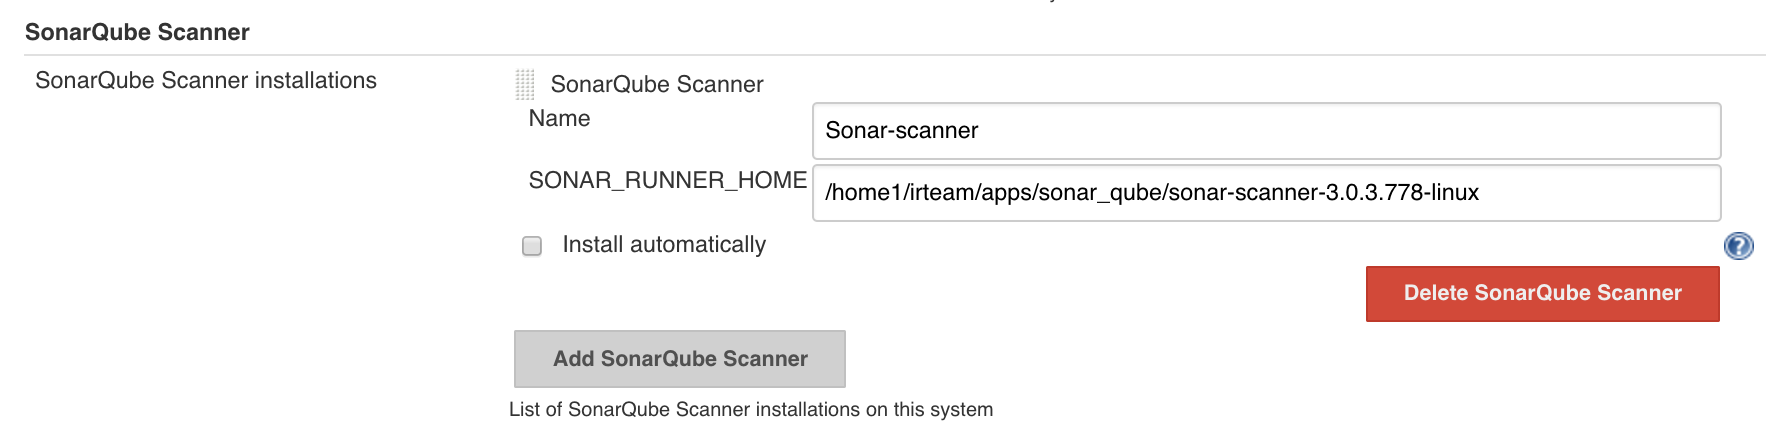 SonarQube Scanner
SonarQube Scanner installations
SonarQube Scanner
Name
Sonar-scanner
SONAR_RUNNER_HOME
/home1/irteam/apps/sonar_qube/sonar-scanner-3.0.3.778-linux
Install automatically
?
Delete SonarQube Scanner
Add SonarQube Scanner
List of SonarQube Scanner installations on this system